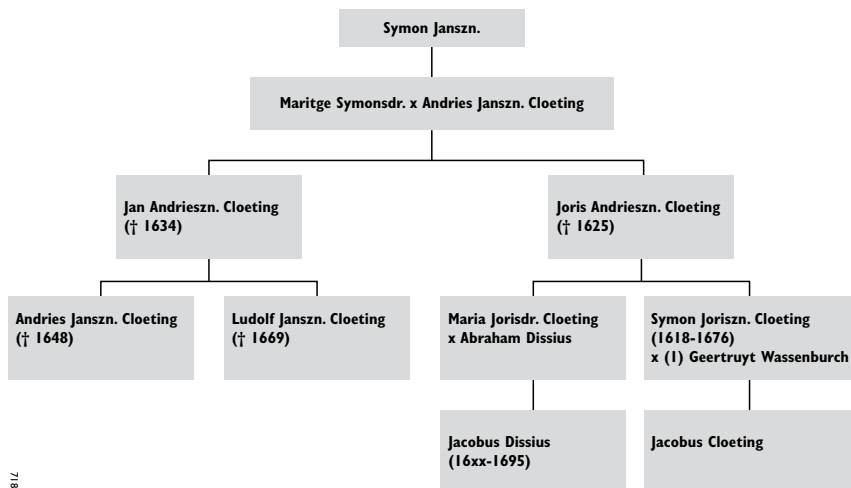 Symon Janszn.
Maritge Symonsdr. x Andries Janszn. Cloeting
Jan Andrieszn. Cloeting
(† 1634)
Joris Andrieszn. Cloeting
(† 1625)
Andries Janszn. Cloeting
(† 1648)
Ludolf Janszn. Cloeting
(† 1669)
Maria Jorisdr. Cloeting
x Abraham Dissius
Symon Joriszn. Cloeting
(1618-1676)
x (1) Geertruyt Wassenburch
Jacobus Dissius
(16xx-1695)
Jacobus Cloeting
718